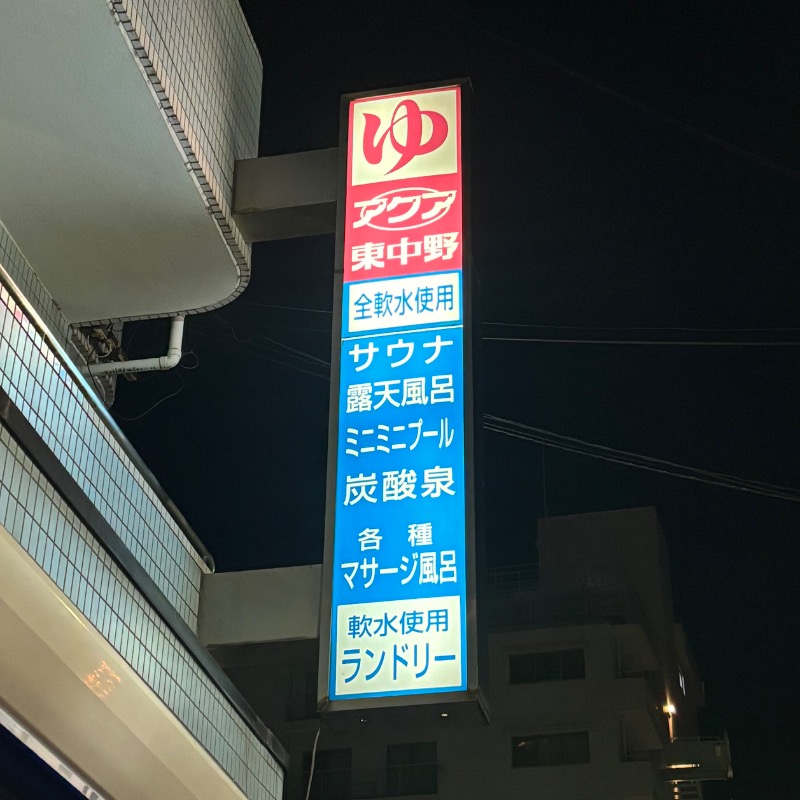 ゆ
アクア
東中野
全軟水使用
サウナ
露天風呂
ミニミニプール
炭酸泉
各種
マサージ風呂
軟水使用
ランドリー